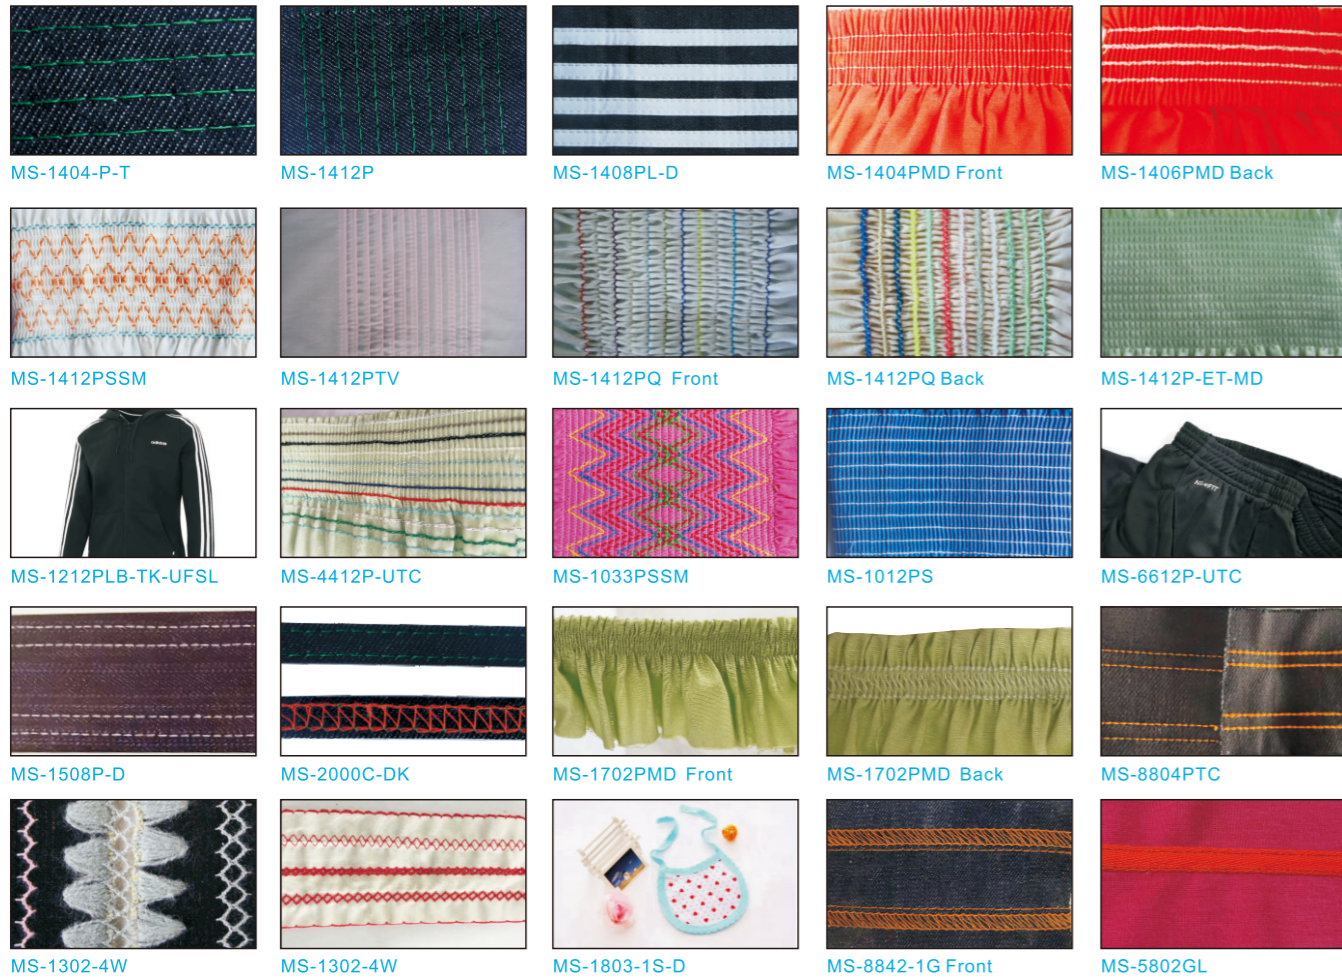 MS-1404-P-T
MS-1412P
MS-1408PL-D
MS-1404PMD Front
MS-1406PMD Back
MS-1412PSSM
MS-1412PTV
MS-1412PQ Front
MS-1412PQ Back
MS-1412P-ET-MD
adidas
MS-1212PLB-TK-UFSL
MS-4412P-UTC
MS-1033PSSM
MS-1012PS
MS-6612P-UTC
MS-1508P-D
MS-2000C-DK
MS-1702PMD Front
MS-1702PMD Back
MS-8804PTC
MS-1302-4W
MS-1302-4W
MS-1803-1S-D
MS-8842-1G Front
MS-5802GL